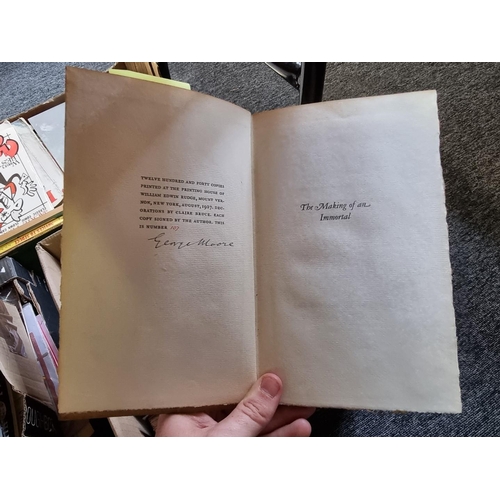 TWELVE HUNDRED AND FORTY COPIES
PRINTED AT THE PRINTING HOUSE OF
WILLIAM EDWIN RUDGE, MOUNT VER-
NON, NEW YORK, AUGUST, 1927. DEC-
ORATIONS BY CLAIRE BRUCE. EACH
COPY SIGNED BY THE AUTHOR. THIS
IS NUMBER
George Moore
The Making of an
Immortal